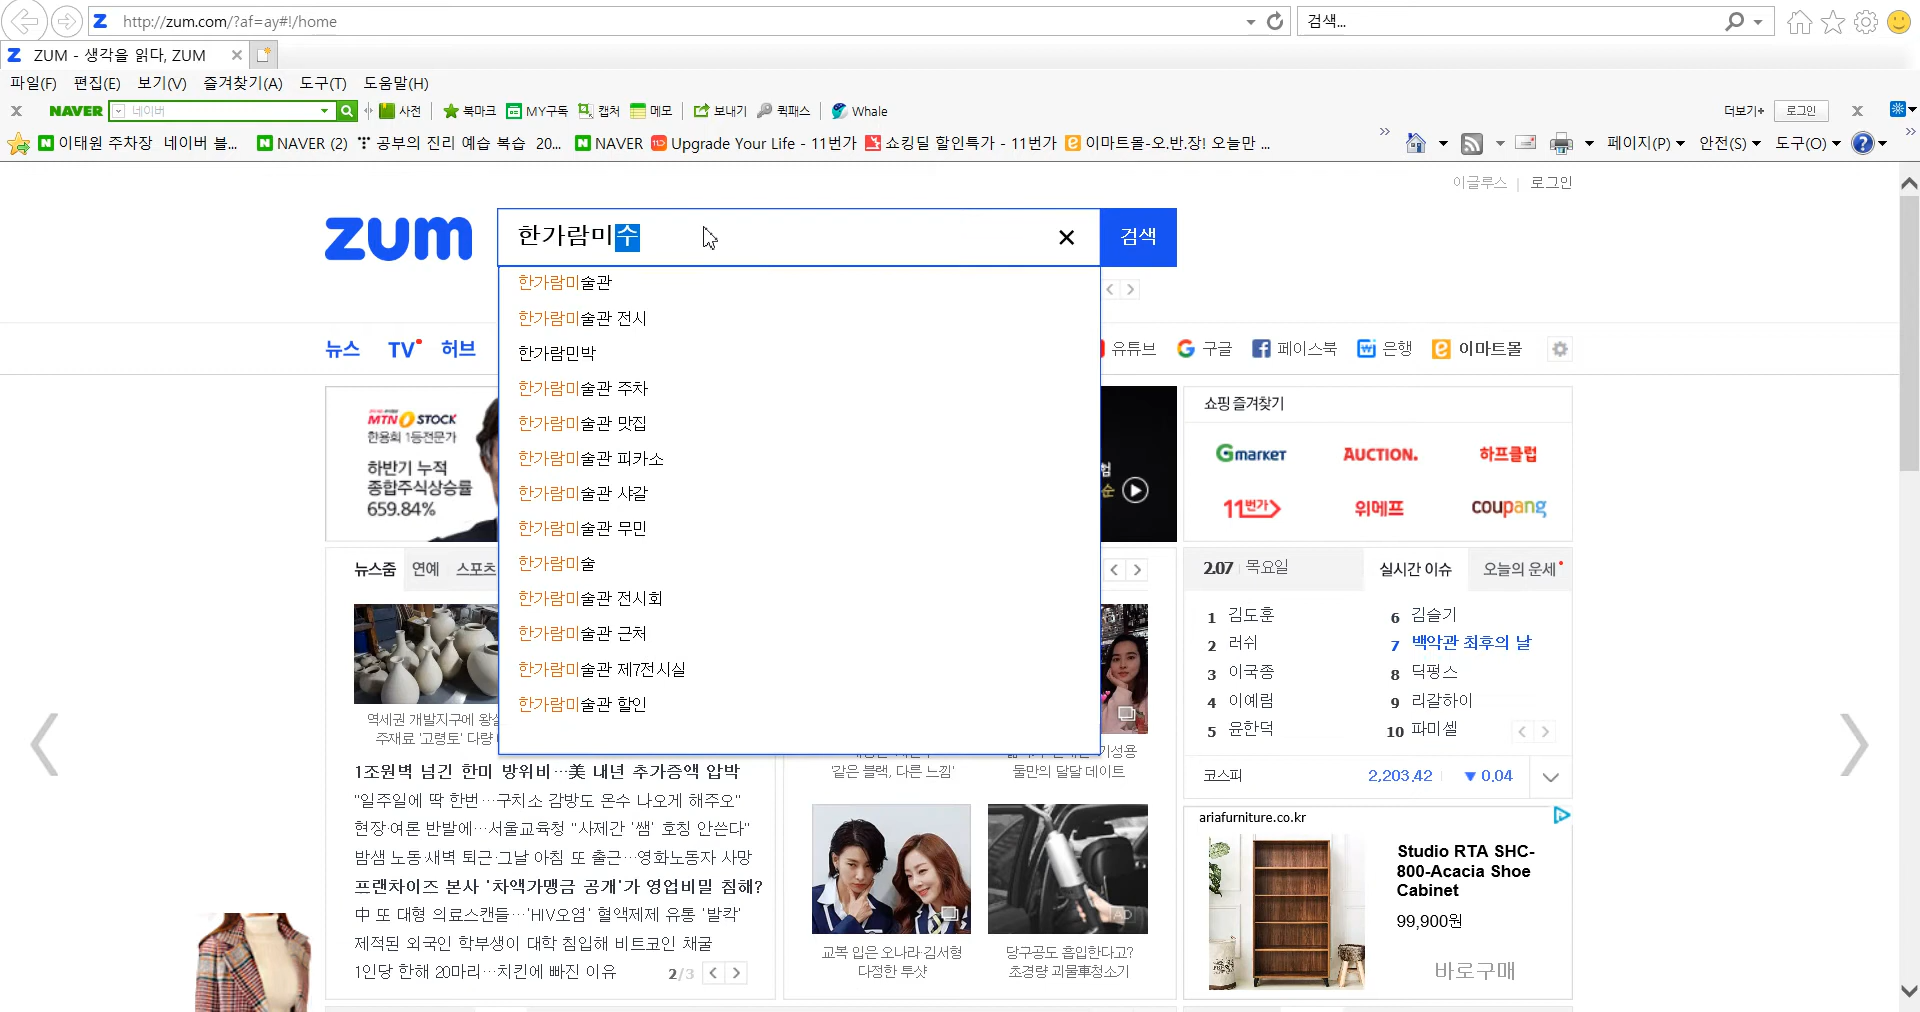 http://zum.com/?af=ay#!/home
검색...
ZUM - 생각을 읽다, ZUM
파일(F) 편집(E) 보기(V) 즐겨찾기(A) 도구(T) 도움말(H)
NAVER 네이버 사전 북마크 MY구독 캡처 메모 보내기 퀵패스 Whale 더보기+ 로그인
이태원 주차장 네이버 블... NAVER (2) 공부의 진리 예습 복습 20... NAVER Upgrade Your Life - 11번가 쇼킹딜 할인특가 - 11번가 이마트몰-오.반.장! 오늘만 ... 페이지(P) 안전(S) 도구(O)
이글루스 | 로그인
zum 한가람미수 검색
한가람미술관
한가람미술관 전시
한가람민박
한가람미술관 주차
한가람미술관 맛집
한가람미술관 피카소
한가람미술관 샤갈
한가람미술관 무민
한가람미술
한가람미술관 전시회
한가람미술관 근처
한가람미술관 제7전시실
한가람미술관 할인
뉴스 TV 허브 유튜브 구글 페이스북 은행 이마트몰
MTN STOCK
한용희 1등전문가
하반기 누적
종합주식상승률
659.84%
험
순
쇼핑 즐겨찾기
Gmarket AUCTION. 하프클럽
11번가 위메프 coupang
뉴스줌 연예 스포츠
역세권 개발지구에 왕실
주재료 '고령토' 다량
1조원벽 넘긴 한미 방위비…美 내년 추가증액 압박
"일주일에 딱 한번…구치소 감방도 온수 나오게 해주오"
현장·여론 반발에…서울교육청 "사제간 '쌤' 호칭 안쓴다"
밤샘 노동·새벽 퇴근·그날 아침 또 출근…영화노동자 사망
프랜차이즈 본사 '차액가맹금 공개'가 영업비밀 침해?
中 또 대형 의료스캔들…'HIV오염' 혈액제제 유통 '발칵'
제적된 외국인 학부생이 대학 침입해 비트코인 채굴
1인당 한해 20마리…치킨에 빠진 이유 2/3
'같은 블랙, 다른 느낌'
기성용
둘만의 달달 데이트
교복 입은 오나라·김서형
다정한 투샷
AD
당구공도 흡입한다고?
초경량 괴물車청소기
2.07 목요일 실시간 이슈 오늘의 운세
1 김도훈
2 러쉬
3 이국종
4 이예림
5 윤한덕
6 김슬기
7 백악관 최후의 날
8 딕펑스
9 리갈하이
10 파미셀
코스피 2,203.42 ▼ 0.04
ariafurniture.co.kr
Studio RTA SHC-
800-Acacia Shoe
Cabinet
99,900원
바로구매